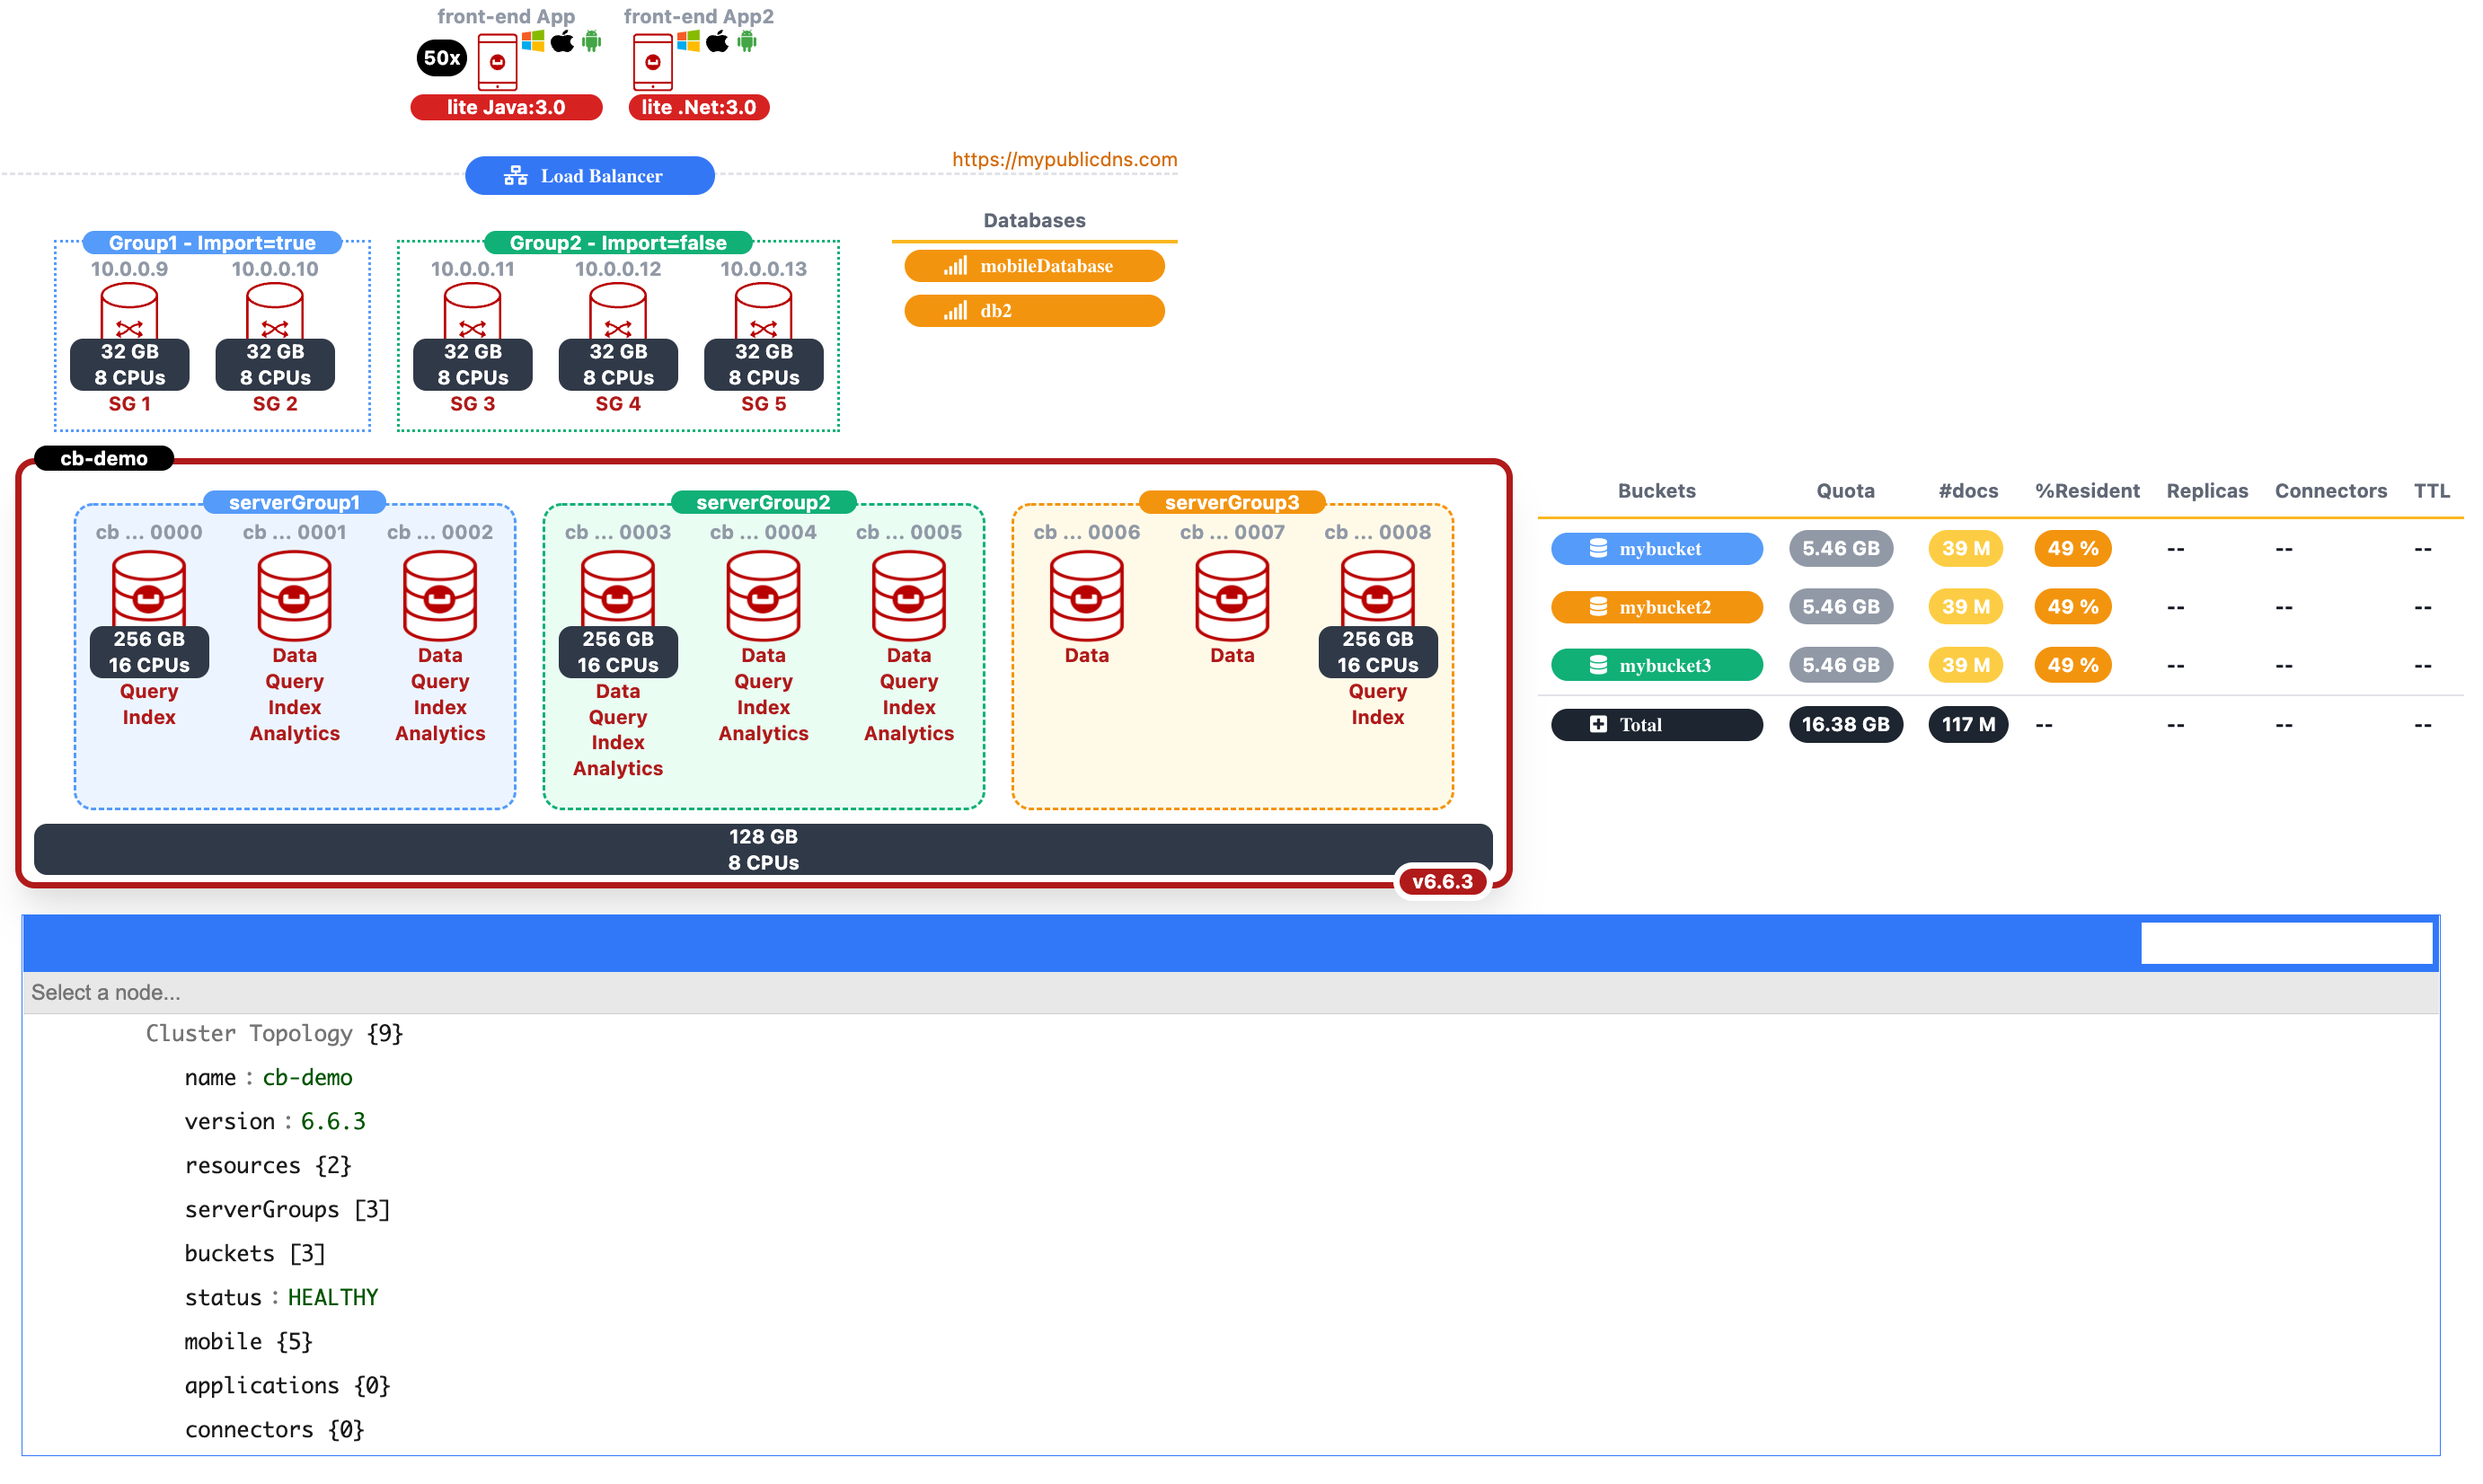 front-end App front-end App2
50x
lite Java:3.0 lite .Net:3.0
https://mypublicdns.com
Load Balancer
Databases
Group1 - Import=true Group2 - Import=false
10.0.0.9 10.0.0.10 10.0.0.11 10.0.0.12 10.0.0.13
mobileDatabase
db2
32 GB 32 GB 32 GB 32 GB 32 GB
8 CPUs 8 CPUs 8 CPUs 8 CPUs 8 CPUs
SG 1 SG 2 SG 3 SG 4 SG 5
cb-demo
serverGroup1 serverGroup2 serverGroup3
cb ... 0000 cb ... 0001 cb ... 0002 cb ... 0003 cb ... 0004 cb ... 0005 cb ... 0006 cb ... 0007 cb ... 0008
256 GB
16 CPUs
Query
Index
Data
Query
Index
Analytics
Data
Query
Index
Analytics
256 GB
16 CPUs
Data
Query
Index
Analytics
Data
Query
Index
Analytics
Data
Query
Index
Analytics
Data
Data
256 GB
16 CPUs
Query
Index
128 GB
8 CPUs
v6.6.3
Buckets Quota #docs %Resident Replicas Connectors TTL
mybucket 5.46 GB 39 M 49 % -- -- --
mybucket2 5.46 GB 39 M 49 % -- -- --
mybucket3 5.46 GB 39 M 49 % -- -- --
Total 16.38 GB 117 M -- -- -- --
Select a node...
Cluster Topology {9}
name : cb-demo
version : 6.6.3
resources {2}
serverGroups [3]
buckets [3]
status : HEALTHY
mobile {5}
applications {0}
connectors {0}